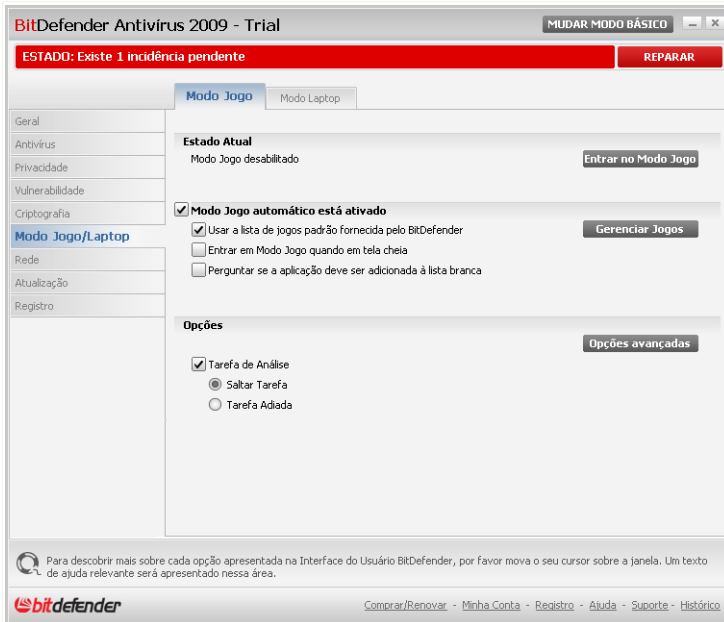 BitDefender Antivírus 2009 - Trial
MUDAR MODO BÁSICO
ESTADO: Existe 1 incidência pendente
REPARAR
Modo Jogo
Modo Laptop
Geral
Antivírus
Privacidade
Vulnerabilidade
Criptografia
Modo Jogo/Laptop
Rede
Atualização
Registro
Estado Atual
Modo Jogo desabilitado
Entrar no Modo Jogo
Modo Jogo automático está ativado
Usar a lista de jogos padrão fornecida pelo BitDefender
Gerenciar Jogos
Entrar em Modo Jogo quando em tela cheia
Perguntar se a aplicação deve ser adicionada à lista branca
Opções
Opções avançadas
Tarefa de Análise
Saltar Tarefa
Tarefa Adiada
Para descobrir mais sobre cada opção apresentada na Interface do Usuário BitDefender, por favor mova o seu cursor sobre a janela. Um texto
de ajuda relevante será apresentado nessa área.
bitdefender
Comprar/Renovar - Minha Conta - Registro - Ajuda - Suporte - Histórico